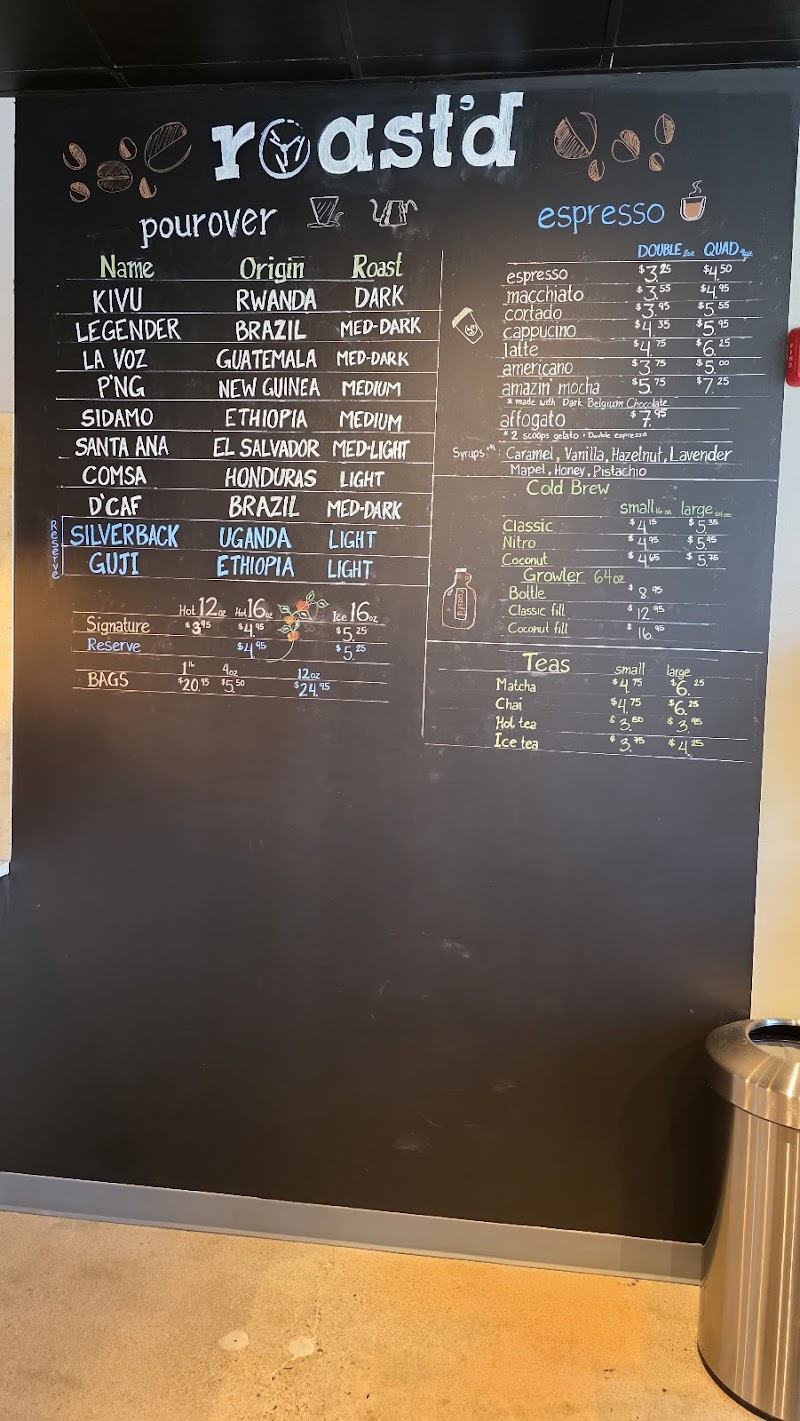 roast'd
pourover
Name Origin Roast
KIVU RWANDA DARK
LEGENDER BRAZIL MED-DARK
LA VOZ GUATEMALA MED-DARK
P'NG NEW GUINEA MEDIUM
SIDAMO ETHIOPIA MEDIUM
SANTA ANA EL SALVADOR MED-LIGHT
COMSA HONDURAS LIGHT
D'CAF BRAZIL MED-DARK
Reserve
SILVERBACK UGANDA LIGHT
GUJI ETHIOPIA LIGHT
Hot 12oz Hot 16oz Ice 16oz
Signature $3.95 $4.95 $5.25
Reserve $4.95 $5.25
1lb 4oz 12oz
BAGS $20.95 $5.50 $24.95
espresso
DOUBLE 2oz QUAD 4oz
espresso $3.25 $4.50
macchiato $3.55 $4.95
cortado $3.95 $5.55
cappucino $4.35 $5.95
latte $4.75 $6.25
americano $3.75 $5.00
amazin' mocha $5.75 $7.25
* made with Dark Belgium Chocolate
affogato $7.95
* 2 scoops gelato + Double espresso
Syrups: Caramel, Vanilla, Hazelnut, Lavender
Mapel, Honey, Pistachio
Cold Brew
small 16 oz large 24oz
Classic $4.15 $5.35
Nitro $4.95 $5.95
Coconut $4.65 $5.75
Growler 64oz
Bottle $8.95
Classic fill $12.95
Coconut fill $16.95
roast'd
Teas
small large
Matcha $4.75 $6.25
Chai $4.75 $6.25
Hot tea $3.50 $3.95
Ice tea $3.75 $4.25
FIRE